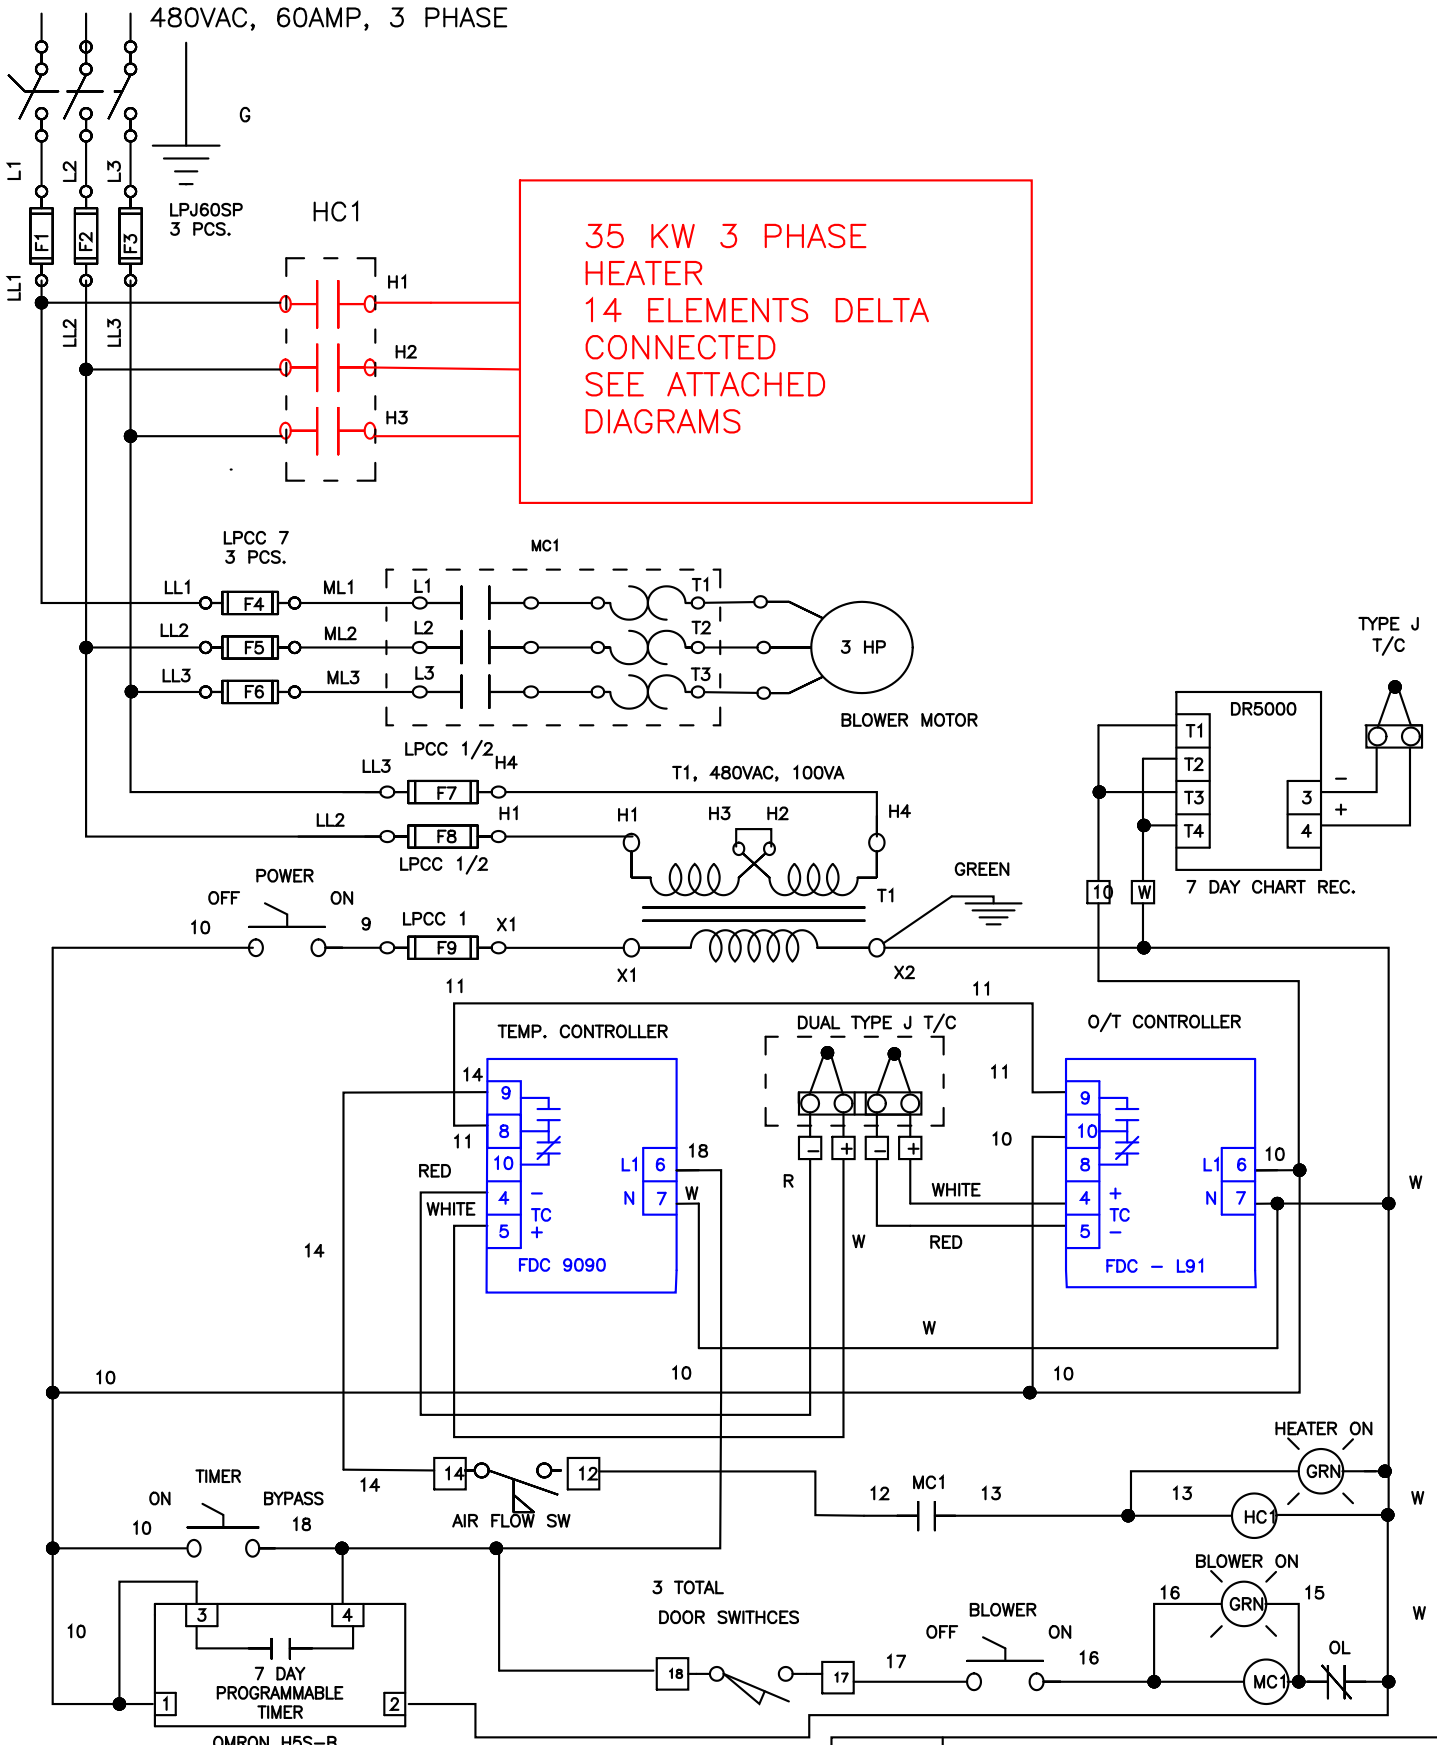 480VAC, 60AMP, 3 PHASE
G
L1
L2
L3
LPJ60SP
3 PCS.
F1
F2
F3
LL1
LL2
LL3
HC1
H1
H2
H3
35 KW 3 PHASE
HEATER
14 ELEMENTS DELTA
CONNECTED
SEE ATTACHED
DIAGRAMS
LPCC 7
3 PCS.
MC1
LL1
F4
ML1
L1
T1
LL2
F5
ML2
L2
T2
3 HP
LL3
F6
ML3
L3
T3
BLOWER MOTOR
TYPE J
T/C
DR5000
T1
T2
T3
T4
3
4
−
+
10
W
7 DAY CHART REC.
LPCC 1/2
LL3
F7
H4
T1, 480VAC, 100VA
LL2
F8
H1
H1
H3
H2
H4
LPCC 1/2
T1
GREEN
POWER
OFF
ON
10
9
LPCC 1
F9
X1
X1
X2
11
11
TEMP. CONTROLLER
DUAL TYPE J T/C
O/T CONTROLLER
14
9
8
11
10
RED
4
−
TC
WHITE
5
+
FDC 9090
L1
6
18
N
7
W
−
+
−
+
R
W
WHITE
RED
11
10
9
10
8
4
+
TC
5
−
FDC − L91
L1
6
10
N
7
W
14
W
10
10
10
HEATER ON
GRN
14
14
12
AIR FLOW SW
12
MC1
13
13
HC1
W
TIMER
ON
BYPASS
10
18
3
4
10
7 DAY
PROGRAMMABLE
TIMER
1
2
OMRON H5S−B
3 TOTAL
DOOR SWITHCES
18
17
17
BLOWER
OFF
ON
16
BLOWER ON
16
GRN
15
MC1
OL
W